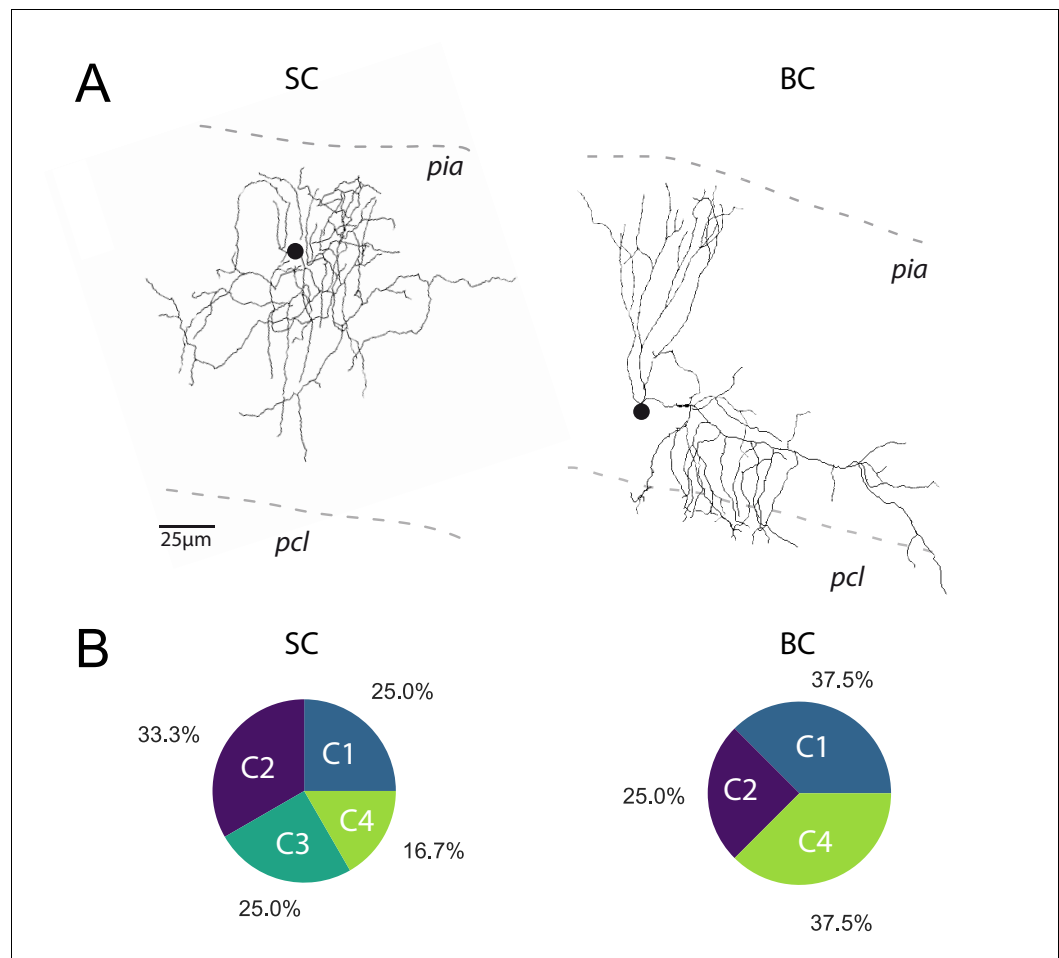 A
SC
BC
pia
pia
25µm
pcl
pcl
B
SC
BC
25.0%
33.3%
C1
C2
C4
C3
16.7%
25.0%
37.5%
C1
C2
25.0%
C4
37.5%